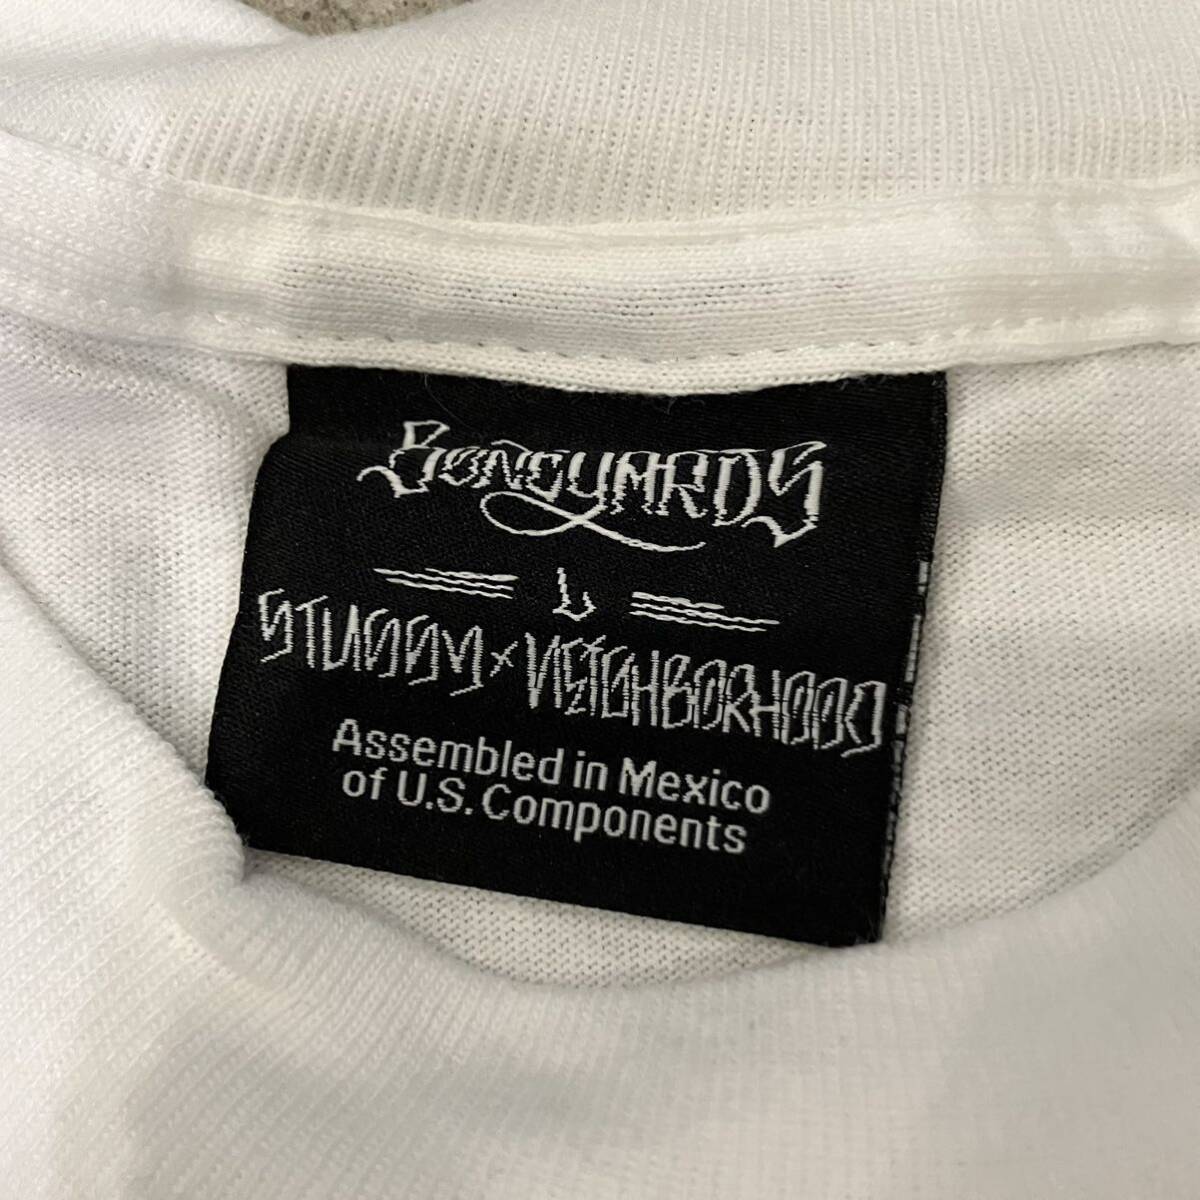 BONEYARDS
L
STUSSY × NEIGHBORHOOD
Assembled in Mexico
of U.S. Components